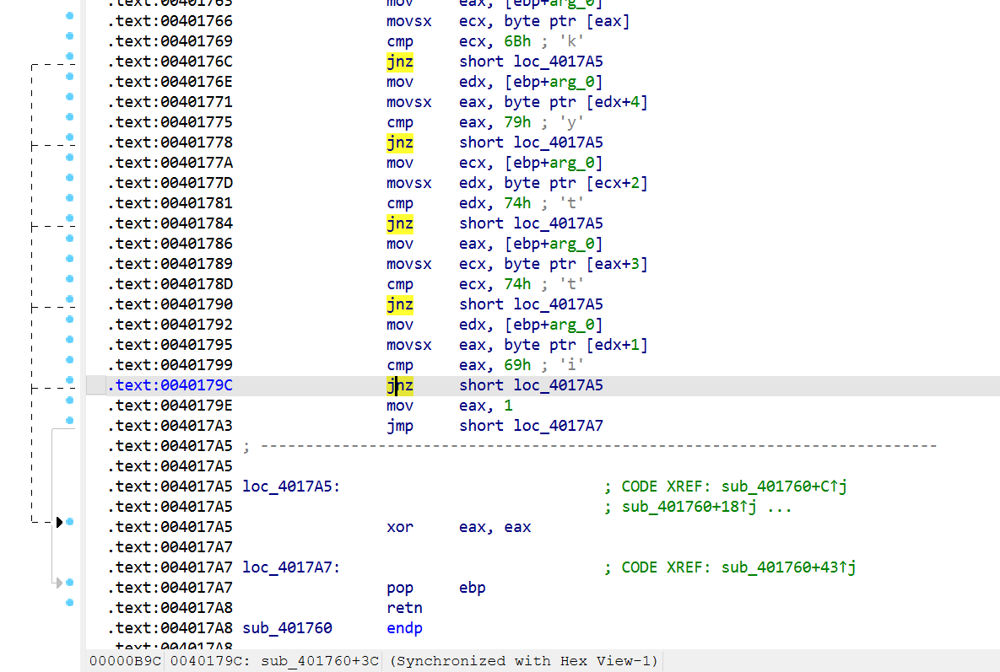 .text:00401763 mov eax, [ebp+arg_0]
.text:00401766 movsx ecx, byte ptr [eax]
.text:00401769 cmp ecx, 6Bh ; 'k'
.text:0040176C jnz short loc_4017A5
.text:0040176E mov edx, [ebp+arg_0]
.text:00401771 movsx eax, byte ptr [edx+4]
.text:00401775 cmp eax, 79h ; 'y'
.text:00401778 jnz short loc_4017A5
.text:0040177A mov ecx, [ebp+arg_0]
.text:0040177D movsx edx, byte ptr [ecx+2]
.text:00401781 cmp edx, 74h ; 't'
.text:00401784 jnz short loc_4017A5
.text:00401786 mov eax, [ebp+arg_0]
.text:00401789 movsx ecx, byte ptr [eax+3]
.text:0040178D cmp ecx, 74h ; 't'
.text:00401790 jnz short loc_4017A5
.text:00401792 mov edx, [ebp+arg_0]
.text:00401795 movsx eax, byte ptr [edx+1]
.text:00401799 cmp eax, 69h ; 'i'
.text:0040179C jnz short loc_4017A5
.text:0040179E mov eax, 1
.text:004017A3 jmp short loc_4017A7
.text:004017A5 ; ---------------------------------------------------------------------------
.text:004017A5
.text:004017A5 loc_4017A5: ; CODE XREF: sub_401760+C↑j
.text:004017A5 ; sub_401760+18↑j ...
.text:004017A5 xor eax, eax
.text:004017A7
.text:004017A7 loc_4017A7: ; CODE XREF: sub_401760+43↑j
.text:004017A7 pop ebp
.text:004017A8 retn
.text:004017A8 sub_401760 endp
.text:004017A8
00000B9C 0040179C: sub_401760+3C (Synchronized with Hex View-1)